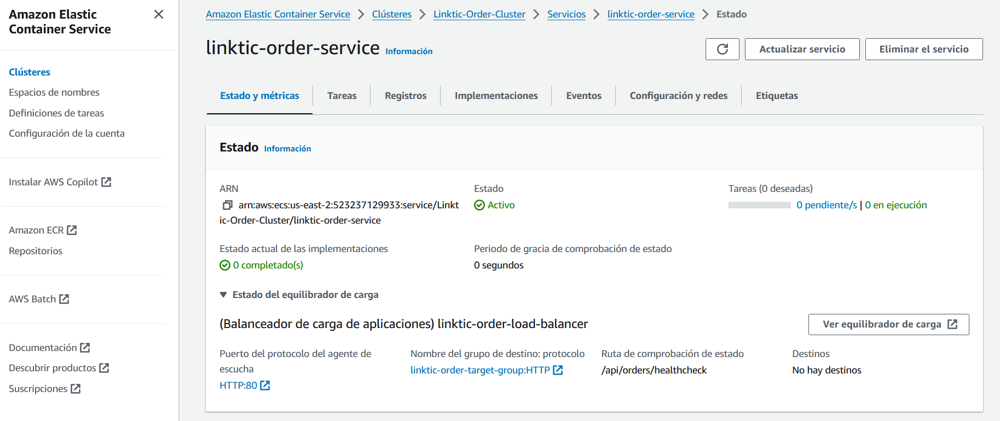 Amazon Elastic
Container Service
Clústeres
Espacios de nombres
Definiciones de tareas
Configuración de la cuenta
Instalar AWS Copilot
Amazon ECR
Repositorios
AWS Batch
Documentación
Descubrir productos
Suscripciones
Amazon Elastic Container Service > Clústeres > Linktic-Order-Cluster > Servicios > linktic-order-service > Estado
linktic-order-service Información
Actualizar servicio
Eliminar el servicio
Estado y métricas
Tareas
Registros
Implementaciones
Eventos
Configuración y redes
Etiquetas
Estado Información
ARN
arn:aws:ecs:us-east-2:523237129933:service/Linkt
ic-Order-Cluster/linktic-order-service
Estado
Activo
Tareas (0 deseadas)
0 pendiente/s | 0 en ejecución
Estado actual de las implementaciones
0 completado(s)
Periodo de gracia de comprobación de estado
0 segundos
Estado del equilibrador de carga
(Balanceador de carga de aplicaciones) linktic-order-load-balancer
Ver equilibrador de carga
Puerto del protocolo del agente de
escucha
HTTP:80
Nombre del grupo de destino: protocolo
linktic-order-target-group:HTTP
Ruta de comprobación de estado
/api/orders/healthcheck
Destinos
No hay destinos